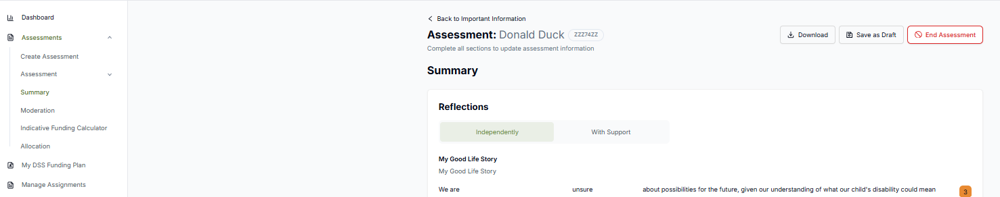 Dashboard
Assessments
Create Assessment
Assessment
Summary
Moderation
Indicative Funding Calculator
Allocation
My DSS Funding Plan
Manage Assignments
Back to Important Information
Assessment: Donald Duck ZZZ74ZZ
Complete all sections to update assessment information
Download
Save as Draft
End Assessment
Summary
Reflections
Independently
With Support
My Good Life Story
My Good Life Story
We are unsure about possibilities for the future, given our understanding of what our child's disability could mean 3